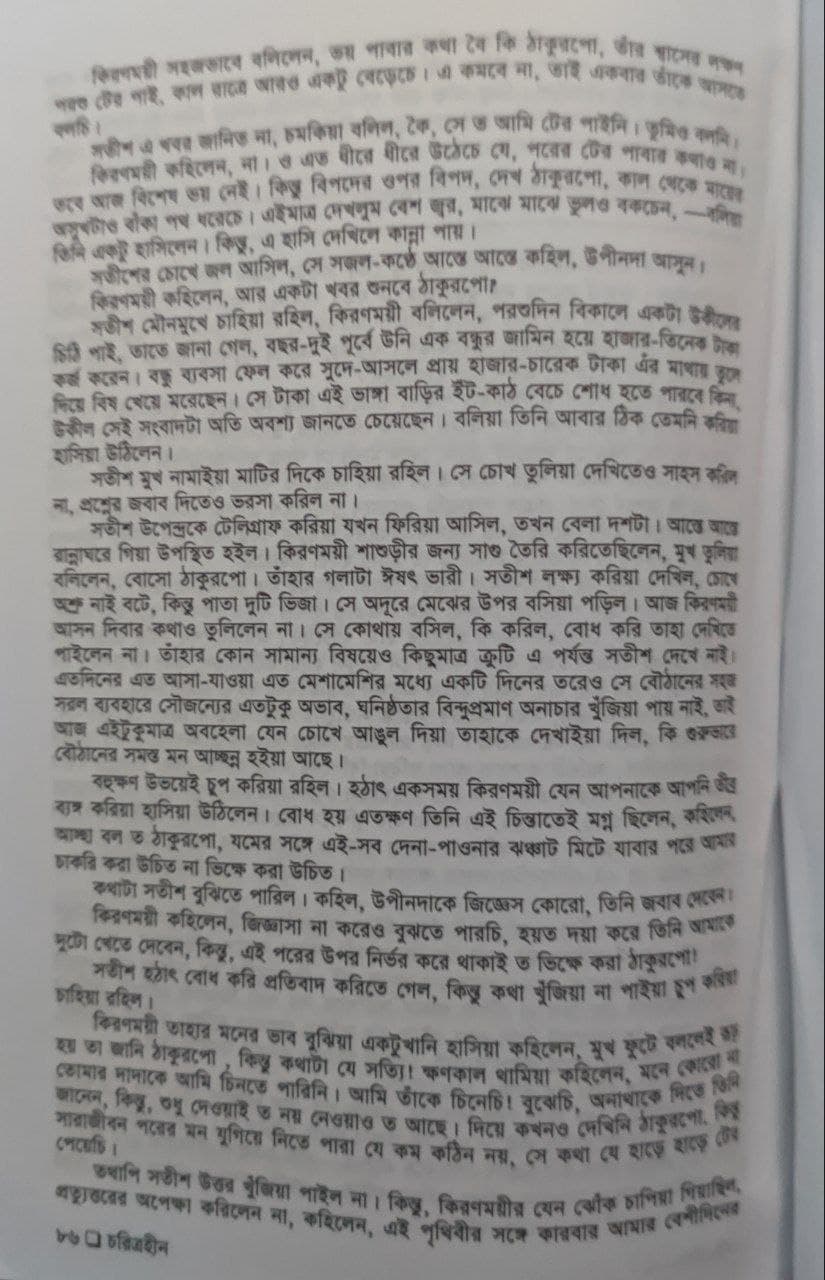 কিরণময়ী সহজভাবে বলিলেন, ভয় পাবার কথা বৈ কি ঠাকুরপো, তাঁর শ্বাসের লক্ষণ
পরশু টের পাই, কাল রাত্রে আরও একটু বেড়েচে। এ কমবে না, তাই একবার তাঁকে আসতে
বলচি।
সতীশ এ খবর জানিত না, চমকিয়া বলিল, কৈ, সে ত আমি টের পাইনি। তুমিও বলনি।
কিরণময়ী কহিলেন, না। ও এত ধীরে ধীরে উঠেচে যে, পরের টের পাবার কথাও না।
তবে আজ বিশেষ ভয় নেই। কিন্তু বিপদের ওপর বিপদ, দেখ ঠাকুরপো, কাল থেকে মায়ের
অসুখটাও বাঁকা পথ ধরেচে। এইমাত্র দেখলুম বেশ জ্বর, মাঝে মাঝে ভুলও বকচেন, —বলিয়া
তিনি একটু হাসিলেন। কিন্তু, এ হাসি দেখিলে কান্না পায়।
সতীশের চোখে জল আসিল, সে সজল-কণ্ঠে আস্তে আস্তে কহিল, উপীনদা আসুন।
কিরণময়ী কহিলেন, আর একটা খবর শুনবে ঠাকুরপো?
সতীশ মৌনমুখে চাহিয়া রহিল, কিরণময়ী বলিলেন, পরশুদিন বিকালে একটা উকীলের
চিঠি পাই, তাতে জানা গেল, বছর-দুই পূর্বে উনি এক বন্ধুর জামিন হয়ে হাজার-তিনেক টাকা
কর্জ করেন। বন্ধু ব্যবসা ফেল করে সুদে-আসলে প্রায় হাজার-চারেক টাকা এঁর মাথায় তুলে
দিয়ে বিষ খেয়ে মরেছেন। সে টাকা এই ভাঙ্গা বাড়ির ইঁট-কাঠ বেচে শোধ হতে পারবে কিনা,
উকীল সেই সংবাদটা অতি অবশ্য জানতে চেয়েছেন। বলিয়া তিনি আবার ঠিক তেমনি করিয়া
হাসিয়া উঠিলেন।
সতীশ মুখ নামাইয়া মাটির দিকে চাহিয়া রহিল। সে চোখ তুলিয়া দেখিতেও সাহস করিল
না, প্রশ্নের জবাব দিতেও ভরসা করিল না।
সতীশ উপেন্দ্রকে টেলিগ্রাফ করিয়া যখন ফিরিয়া আসিল, তখন বেলা দশটা। আস্তে আস্তে
রান্নাঘরে গিয়া উপস্থিত হইল। কিরণময়ী শাশুড়ীর জন্য সাগু তৈরি করিতেছিলেন, মুখ তুলিয়া
বলিলেন, বোসো ঠাকুরপো। তাঁহার গলাটা ঈষৎ ভারী। সতীশ লক্ষ্য করিয়া দেখিল, চোখে
অশ্রু নাই বটে, কিন্তু পাতা দুটি ভিজা। সে অদূরে মেঝের উপর বসিয়া পড়িল। আজ কিরণময়ী
আসন দিবার কথাও তুলিলেন না। সে কোথায় বসিল, কি করিল, বোধ করি তাহা দেখিতে
পাইলেন না। তাঁহার কোন সামান্য বিষয়েও কিছুমাত্র ত্রুটি এ পর্যন্ত সতীশ দেখে নাই।
এতদিনের এত আসা-যাওয়া এত মেশামেশির মধ্যে একটি দিনের তরেও সে বৌঠানের সহজ
সরল ব্যবহারে সৌজন্যের এতটুকু অভাব, ঘনিষ্ঠতার বিন্দুপ্রমাণ অনাচার খুঁজিয়া পায় নাই, তাই
আজ এইটুকুমাত্র অবহেলা যেন চোখে আঙুল দিয়া তাহাকে দেখাইয়া দিল, কি গুরুভারে
বৌঠানের সমস্ত মন আচ্ছন্ন হইয়া আছে।
বহুক্ষণ উভয়েই চুপ করিয়া রহিল। হঠাৎ একসময় কিরণময়ী যেন আপনাকে আপনি তীব্র
ব্যঙ্গ করিয়া হাসিয়া উঠিলেন। বোধ হয় এতক্ষণ তিনি এই চিন্তাতেই মগ্ন ছিলেন, কহিলেন,
আচ্ছা বল ত ঠাকুরপো, যমের সঙ্গে এই-সব দেনা-পাওনার ঝঞ্ঝাট মিটে যাবার পরে আমার
চাকরি করা উচিত না ভিক্ষে করা উচিত।
কথাটা সতীশ বুঝিতে পারিল। কহিল, উপীনদাকে জিজ্ঞেস কোরো, তিনি জবাব দেবেন।
কিরণময়ী কহিলেন, জিজ্ঞাসা না করেও বুঝতে পারচি, হয়ত দয়া করে তিনি আমাকে
দুটো খেতে দেবেন, কিন্তু, এই পরের উপর নির্ভর করে থাকাই ত ভিক্ষে করা ঠাকুরপো!
সতীশ হঠাৎ বোধ করি প্রতিবাদ করিতে গেল, কিন্তু কথা খুঁজিয়া না পাইয়া চুপ করিয়া
চাহিয়া রহিল।
কিরণময়ী তাহার মনের ভাব বুঝিয়া একটুখানি হাসিয়া কহিলেন, মুখ ফুটে বললেই রূঢ়
হয় তা জানি ঠাকুরপো, কিন্তু কথাটা যে সত্যি! ক্ষণকাল থামিয়া কহিলেন, মনে কোরো না
তোমার দাদাকে আমি চিনতে পারিনি। আমি তাঁকে চিনেচি! বুঝেচি, অনাথাকে দিতে তিনি
জানেন, কিন্তু, শুধু দেওয়াই ত নয় নেওয়াও ত আছে। দিয়ে কখনও দেখিনি ঠাকুরপো, কিন্তু
সারাজীবন পরের মন যুগিয়ে নিতে পারা যে কম কঠিন নয়, সে কথা যে হাড়ে হাড়ে টের
পেয়েচি।
তথাপি সতীশ উত্তর খুঁজিয়া পাইল না। কিন্তু, কিরণময়ীর যেন ঝোঁক চাপিয়া গিয়াছিল,
প্রত্যুত্তরের অপেক্ষা করিলেন না, কহিলেন, এই পৃথিবীর সঙ্গে কারবার আমার বেশীদিনের
৮৬ ❑ চরিত্রহীন